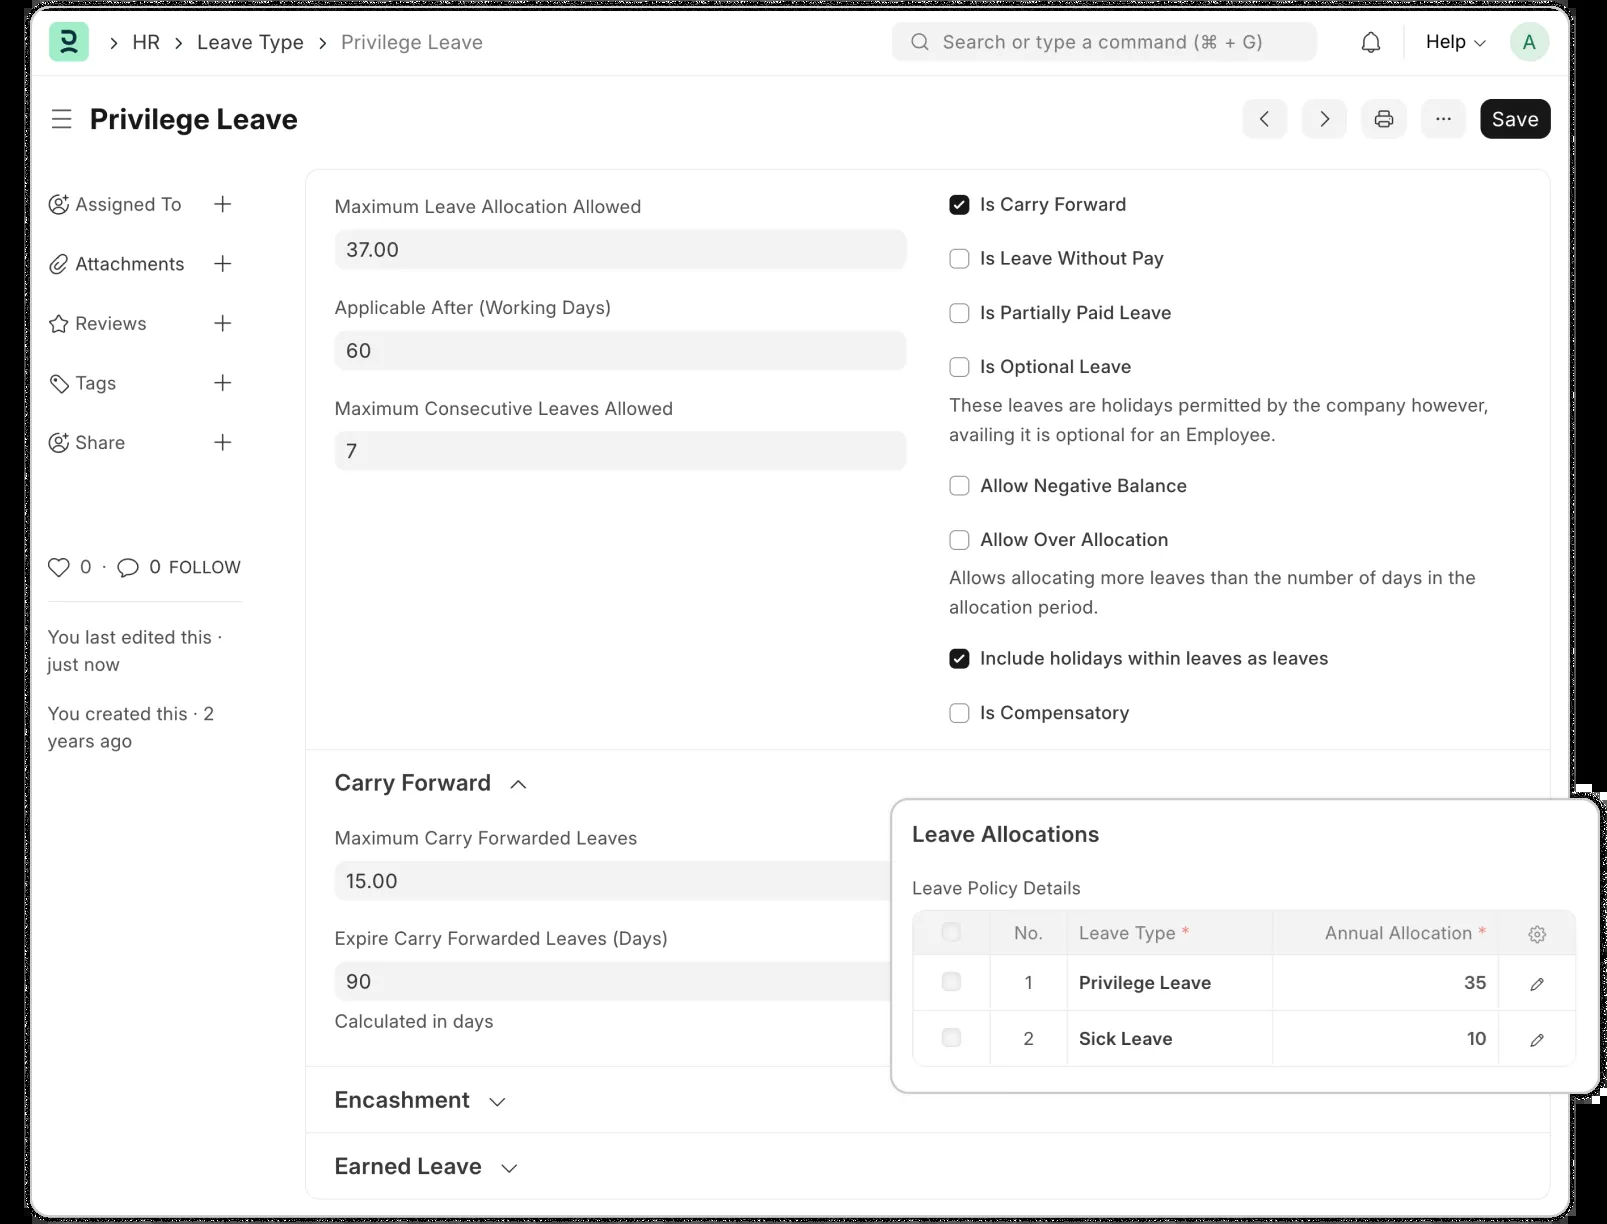 HR
Leave Type
Privilege Leave
Search or type a command (⌘ + G)
Help
A
Privilege Leave
Save
Assigned To
Attachments
Reviews
Tags
Share
0 · 0 FOLLOW
You last edited this ·
just now
You created this · 2
years ago
Maximum Leave Allocation Allowed
37.00
Applicable After (Working Days)
60
Maximum Consecutive Leaves Allowed
7
Is Carry Forward
Is Leave Without Pay
Is Partially Paid Leave
Is Optional Leave
These leaves are holidays permitted by the company however,
availing it is optional for an Employee.
Allow Negative Balance
Allow Over Allocation
Allows allocating more leaves than the number of days in the
allocation period.
Include holidays within leaves as leaves
Is Compensatory
Carry Forward
Maximum Carry Forwarded Leaves
15.00
Expire Carry Forwarded Leaves (Days)
90
Calculated in days
Encashment
Earned Leave
Leave Allocations
Leave Policy Details
No. Leave Type * Annual Allocation *
1 Privilege Leave 35
2 Sick Leave 10